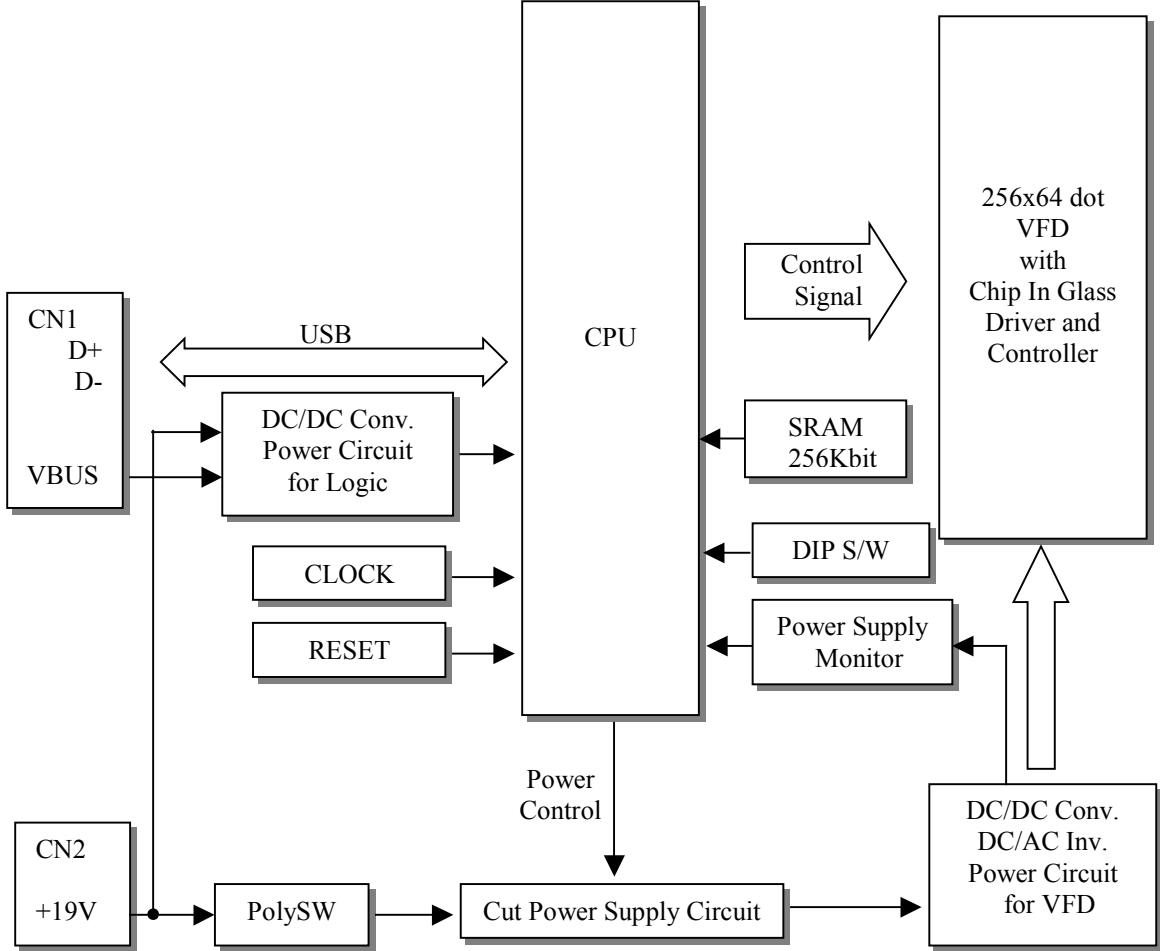 256x64 dot
VFD
with
Chip In Glass
Driver and
Controller
Control
Signal
CPU
CN1
D+
D-
VBUS
USB
DC/DC Conv.
Power Circuit
for Logic
SRAM
256Kbit
CLOCK
DIP S/W
RESET
Power Supply
Monitor
Power
Control
CN2
+19V
PolySW
Cut Power Supply Circuit
DC/DC Conv.
DC/AC Inv.
Power Circuit
for VFD